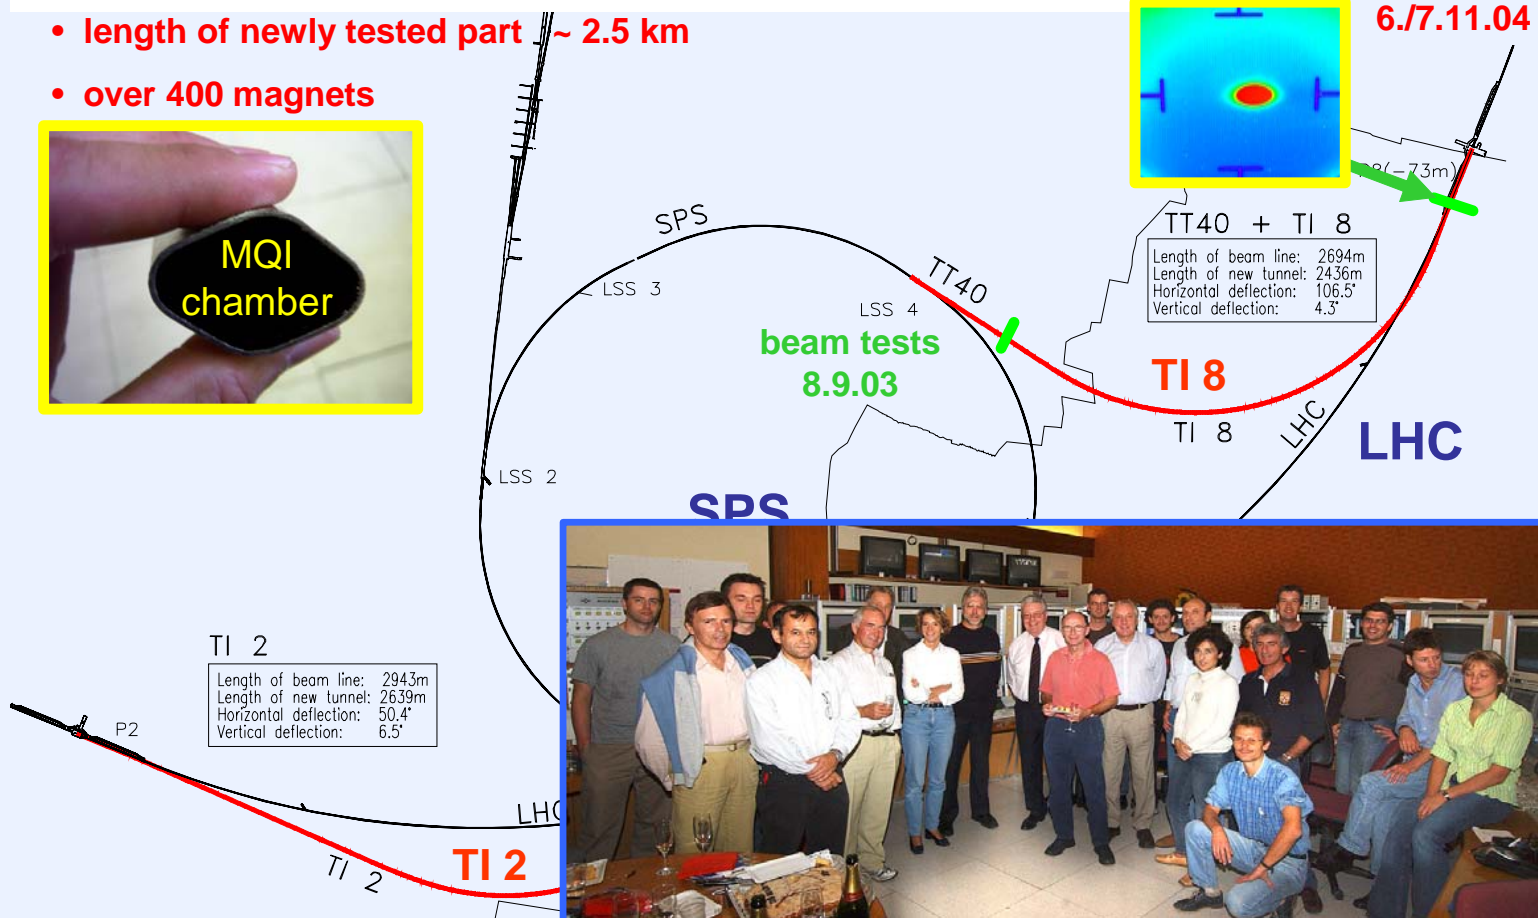 • length of newly tested part ~ 2.5 km
• over 400 magnets
6./7.11.04
MQI
chamber
SPS
LSS 3
TT40
LSS 4
beam tests
8.9.03
(-73m)
TT40 + TI 8
Length of beam line: 2694m
Length of new tunnel: 2436m
Horizontal deflection: 106.5°
Vertical deflection: 4.3°
TI 8
TI 8
LHC
LHC
LSS 2
SPS
TI 2
Length of beam line: 2943m
Length of new tunnel: 2639m
Horizontal deflection: 50.4°
Vertical deflection: 6.5°
P2
LHC
TI 2
TI 2